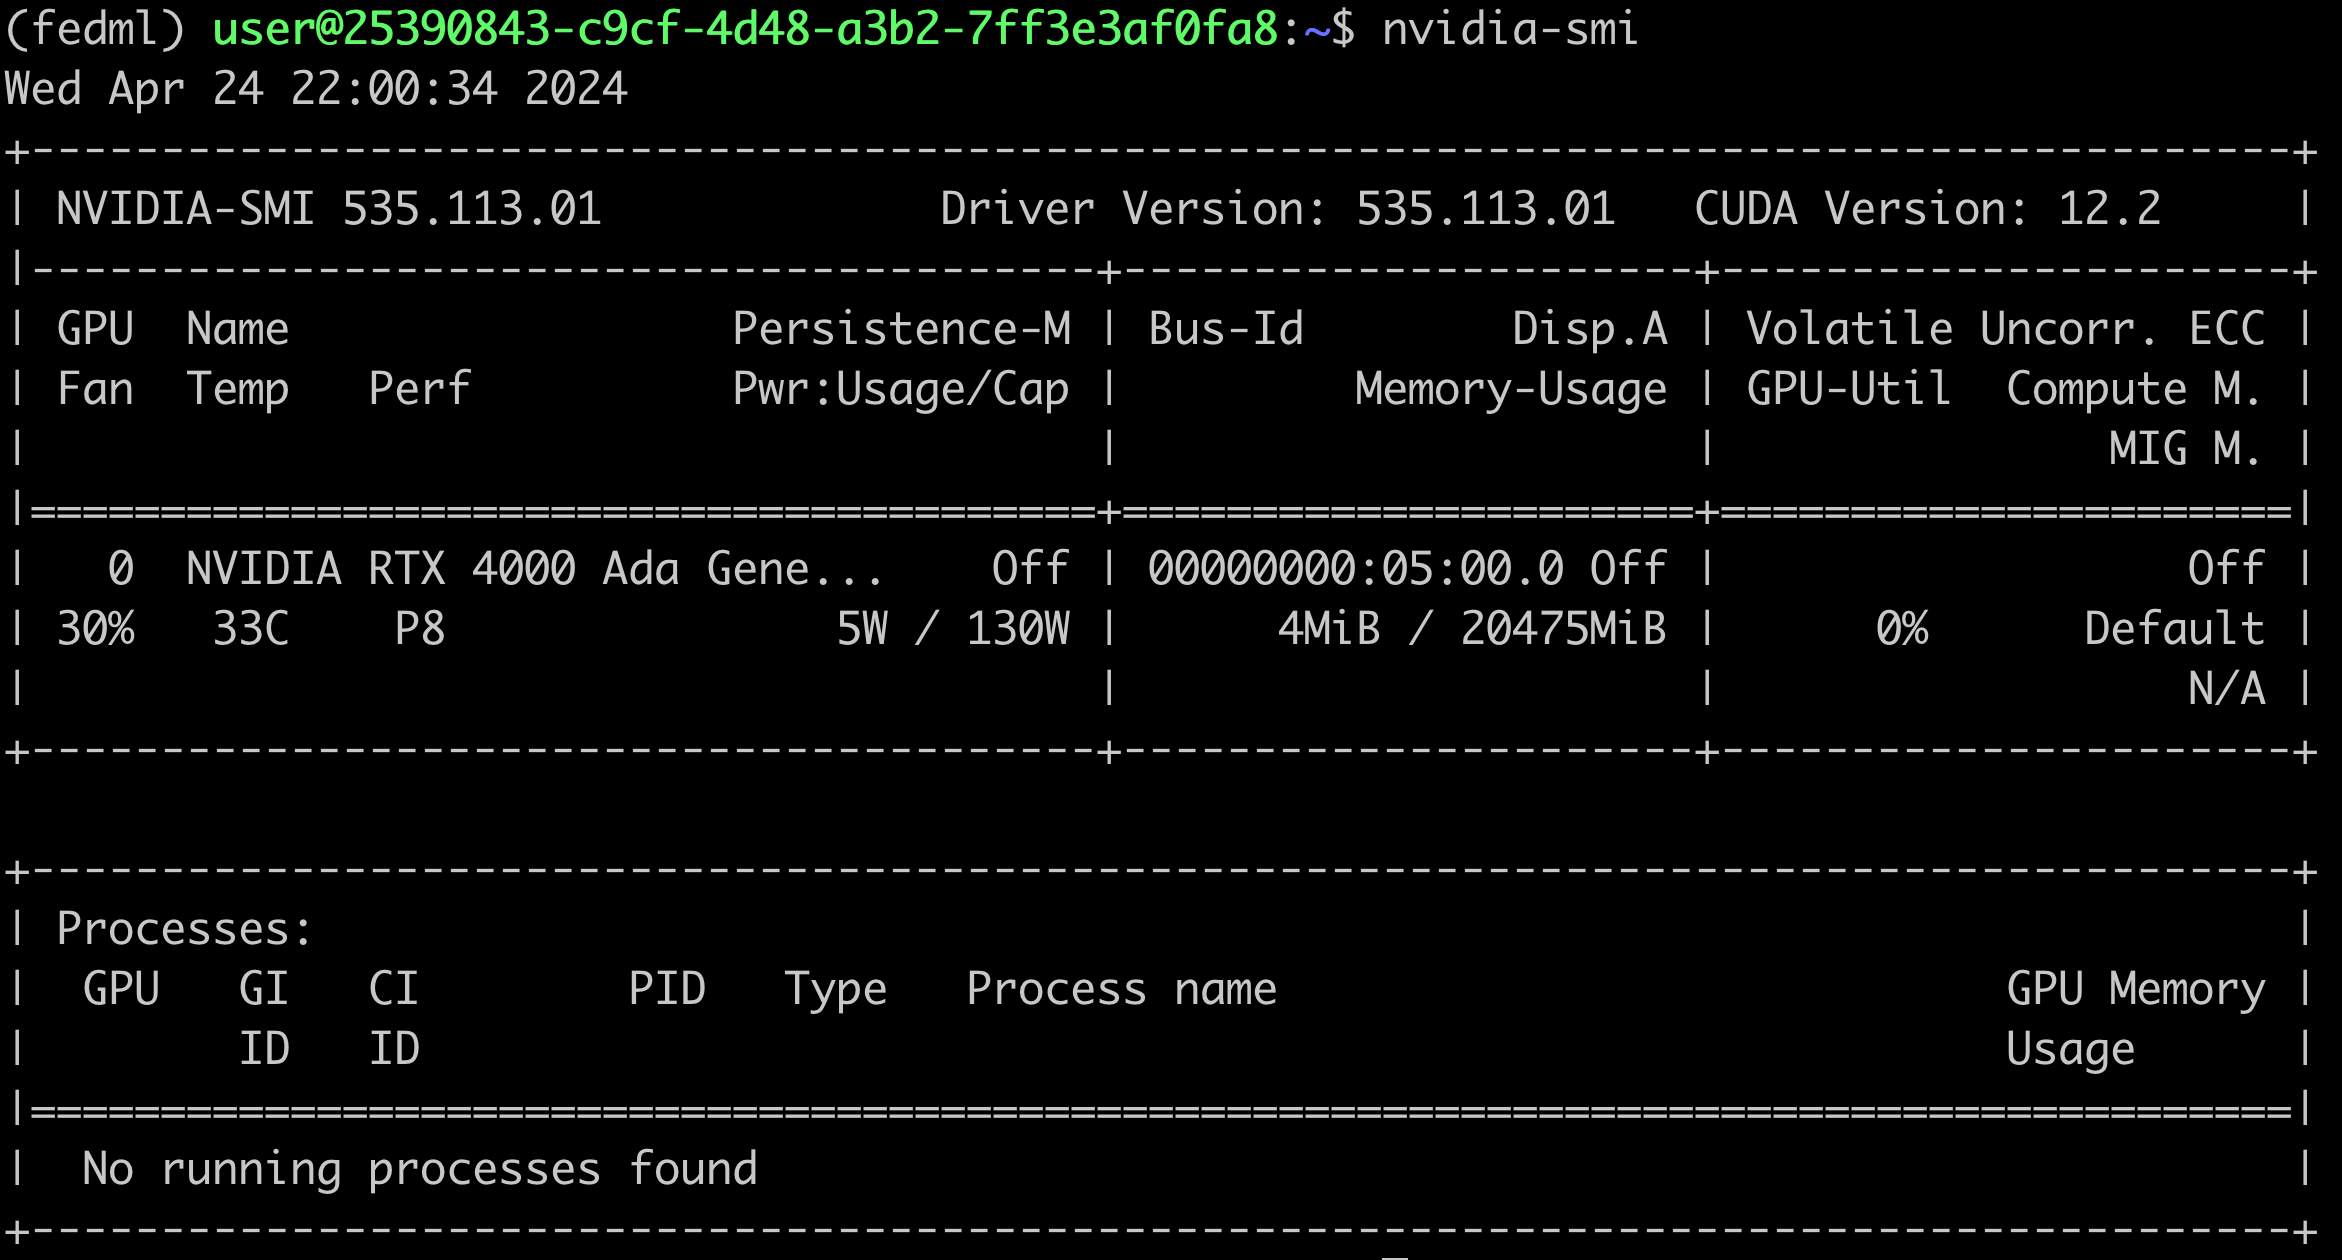 (fedml) user@25390843-c9cf-4d48-a3b2-7ff3e3af0fa8:~$ nvidia-smi
Wed Apr 24 22:00:34 2024
+---------------------------------------------------------------------------------------+
| NVIDIA-SMI 535.113.01             Driver Version: 535.113.01   CUDA Version: 12.2     |
|-----------------------------------------+----------------------+----------------------+
| GPU  Name                 Persistence-M | Bus-Id        Disp.A | Volatile Uncorr. ECC |
| Fan  Temp   Perf          Pwr:Usage/Cap |         Memory-Usage | GPU-Util  Compute M. |
|                                         |                      |               MIG M. |
|=========================================+======================+======================|
|   0  NVIDIA RTX 4000 Ada Gene...    Off | 00000000:05:00.0 Off |                  Off |
| 30%   33C    P8               5W / 130W |      4MiB / 20475MiB |      0%      Default |
|                                         |                      |                  N/A |
+-----------------------------------------+----------------------+----------------------+

+---------------------------------------------------------------------------------------+
| Processes:                                                                            |
|  GPU   GI   CI        PID   Type   Process name                            GPU Memory |
|        ID   ID                                                             Usage      |
|=======================================================================================|
|  No running processes found                                                           |
+---------------------------------------------------------------------------------------+